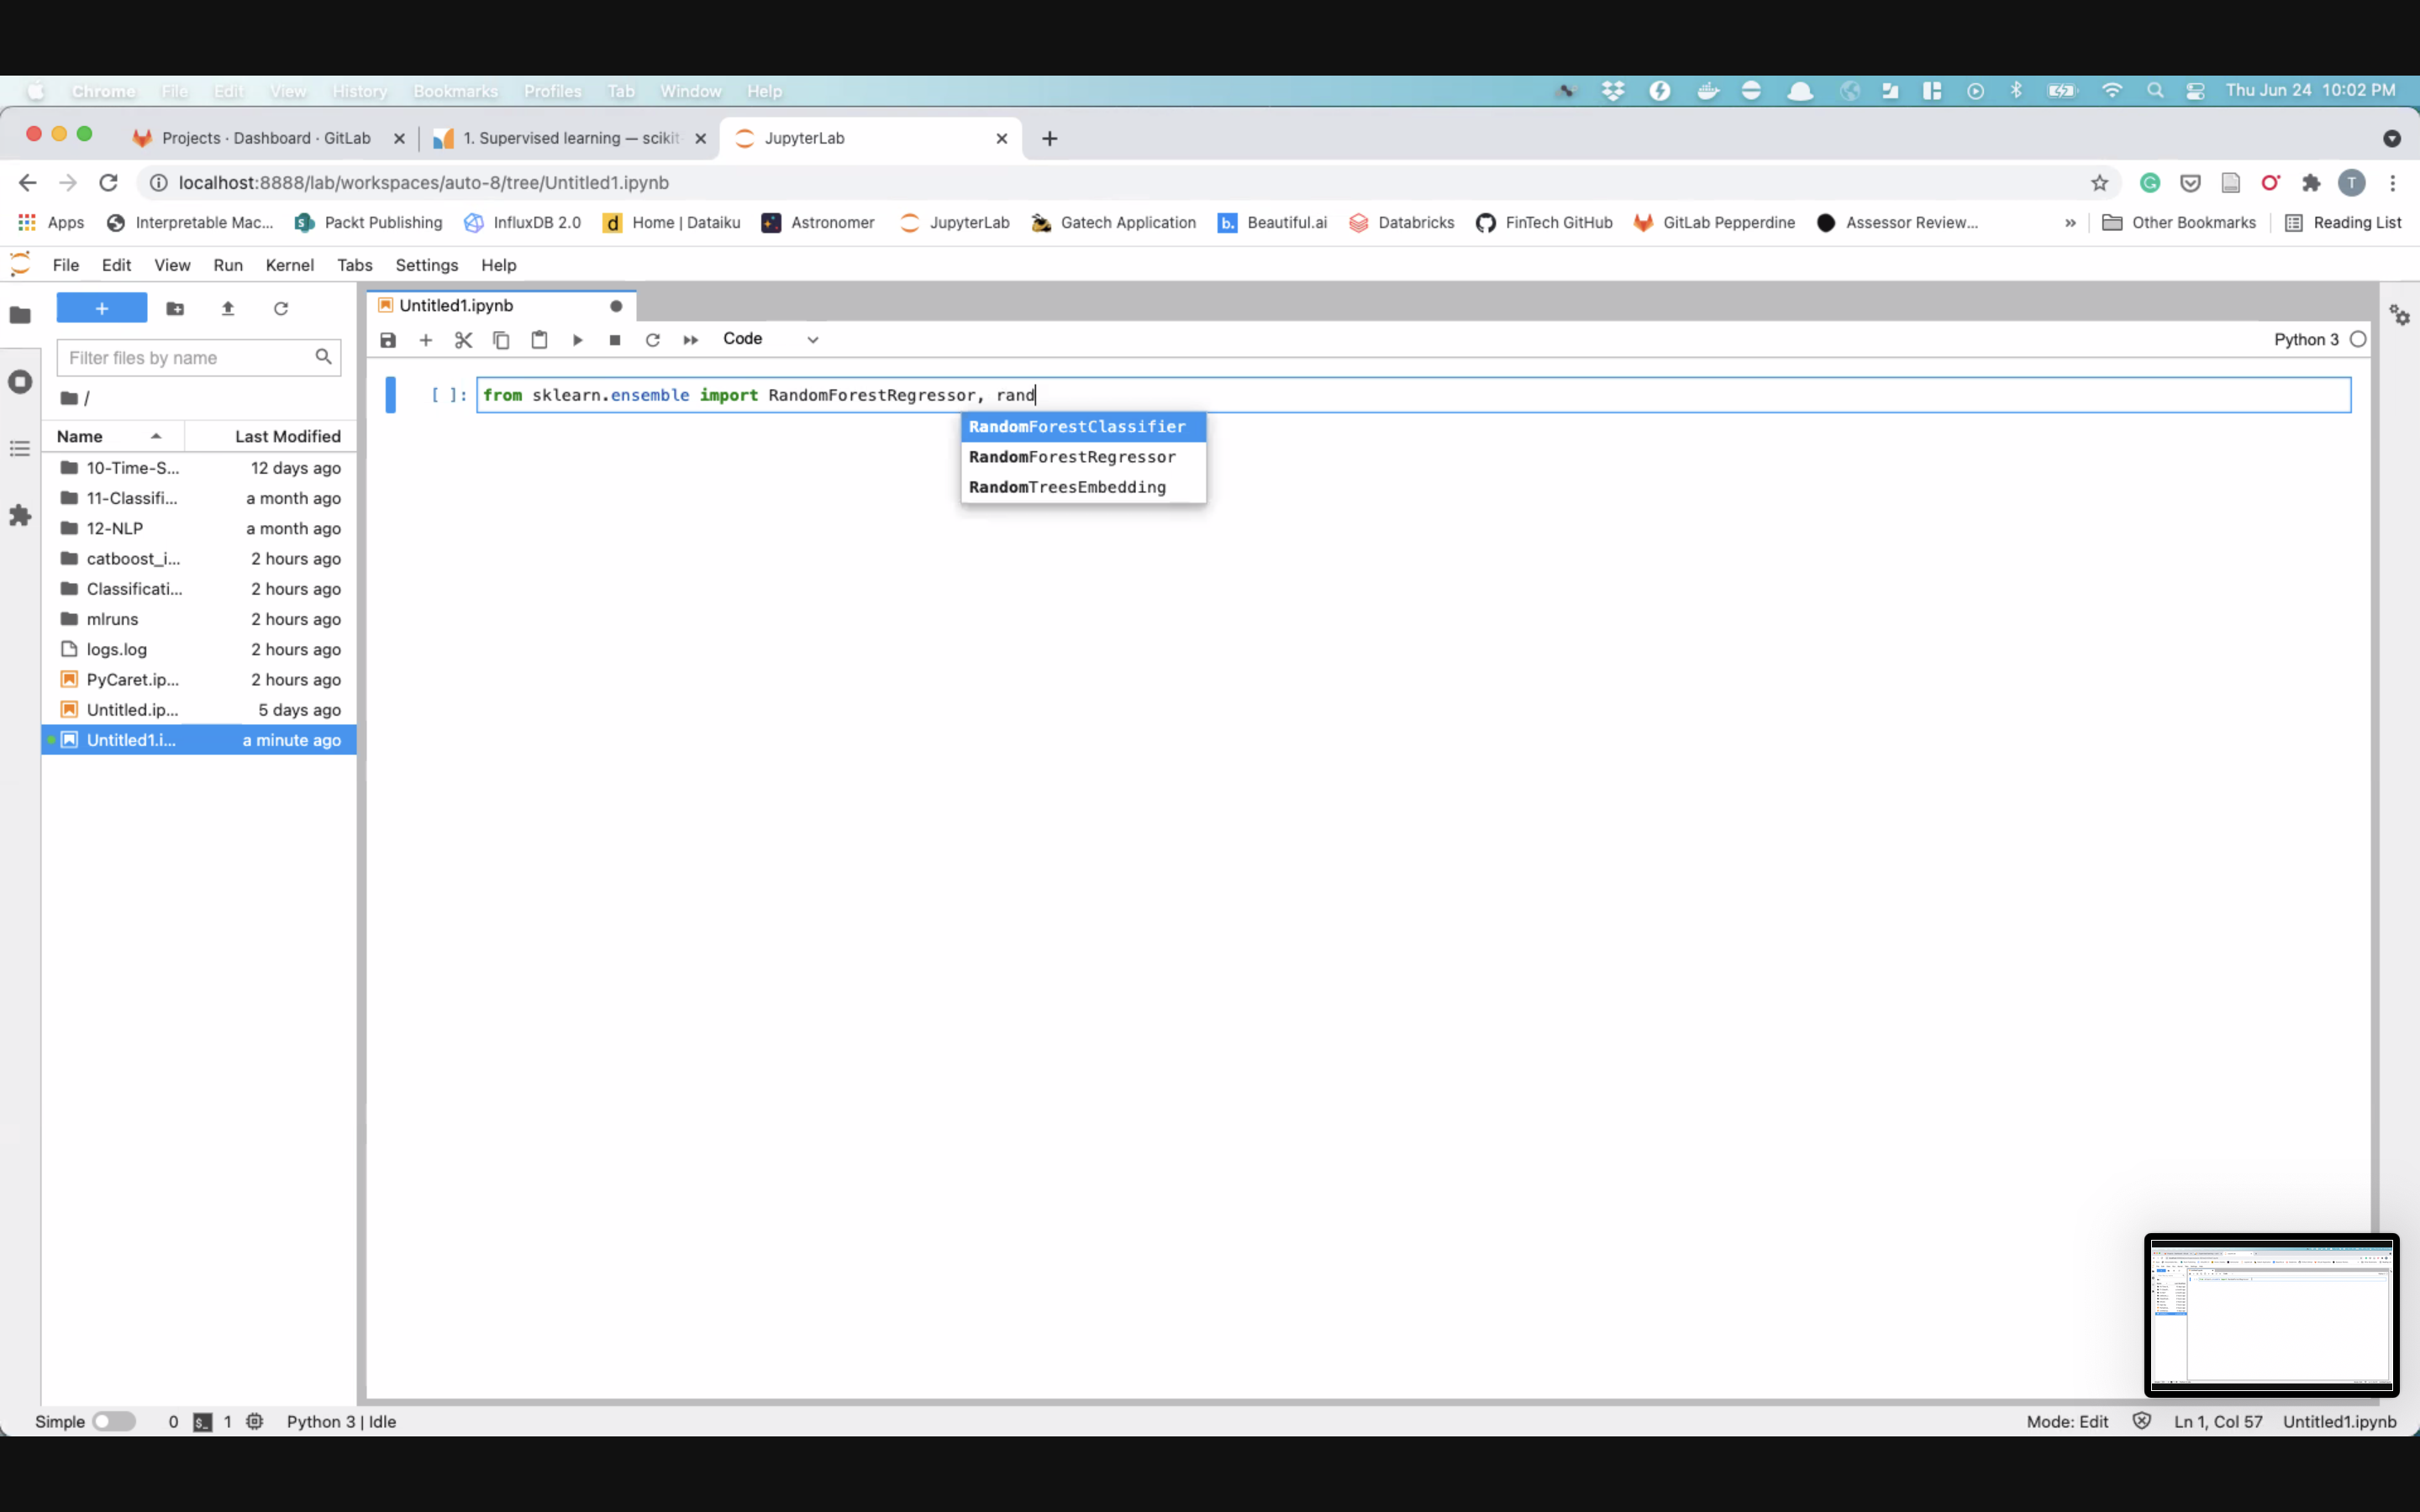 Chrome File Edit View History Bookmarks Profiles Tab Window Help Thu Jun 24 10:02 PM
Projects · Dashboard · GitLab 1. Supervised learning — scikit JupyterLab
localhost:8888/lab/workspaces/auto-8/tree/Untitled1.ipynb T
Apps Interpretable Mac... Packt Publishing InfluxDB 2.0 d Home | Dataiku Astronomer JupyterLab Gatech Application b. Beautiful.ai Databricks FinTech GitHub GitLab Pepperdine Assessor Review... » Other Bookmarks Reading List
File Edit View Run Kernel Tabs Settings Help
Untitled1.ipynb
Code Python 3
Filter files by name
/
[ ]: from sklearn.ensemble import RandomForestRegressor, rand
RandomForestClassifier
RandomForestRegressor
RandomTreesEmbedding
Name Last Modified
10-Time-S... 12 days ago
11-Classifi... a month ago
12-NLP a month ago
catboost_i... 2 hours ago
Classificati... 2 hours ago
mlruns 2 hours ago
logs.log 2 hours ago
PyCaret.ip... 2 hours ago
Untitled.ip... 5 days ago
Untitled1.i... a minute ago
Simple 0 $_ 1 Python 3 | Idle Mode: Edit Ln 1, Col 57 Untitled1.ipynb